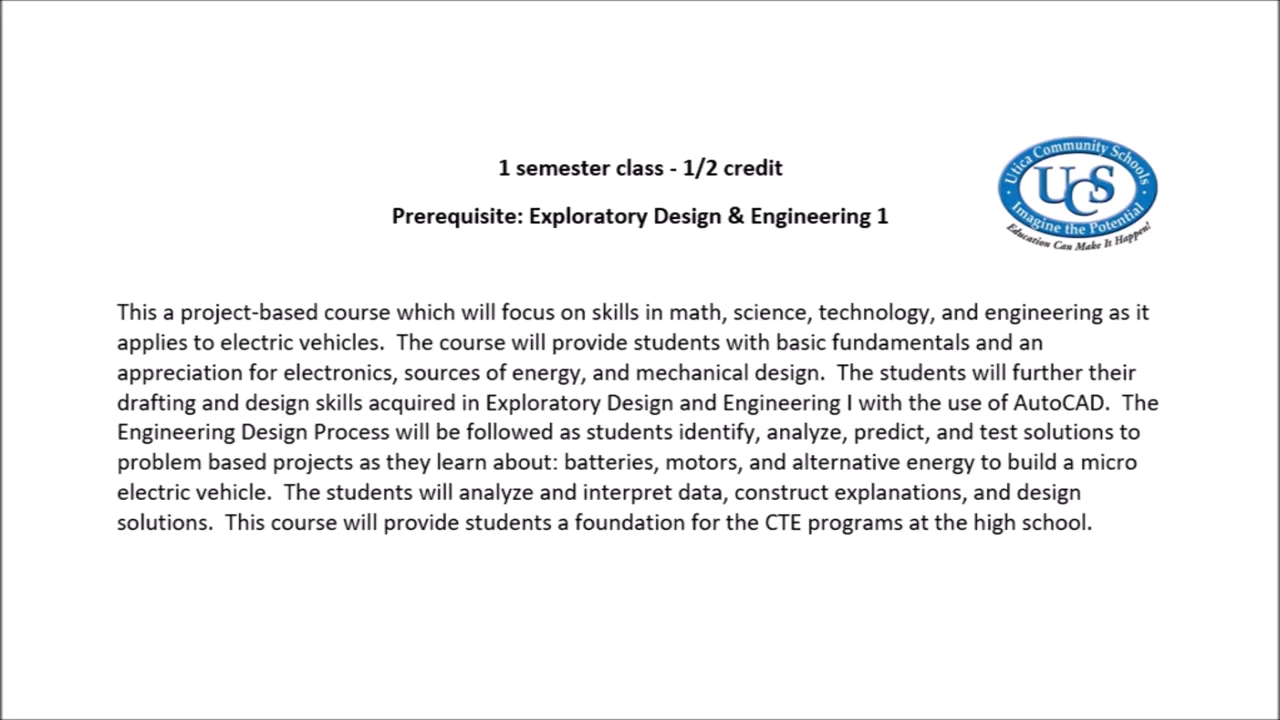 1 semester class - 1/2 credit
Prerequisite: Exploratory Design & Engineering 1
Utica Community Schools
UCS
Imagine the Potential
Education Can Make It Happen!
This a project-based course which will focus on skills in math, science, technology, and engineering as it
applies to electric vehicles.  The course will provide students with basic fundamentals and an
appreciation for electronics, sources of energy, and mechanical design.  The students will further their
drafting and design skills acquired in Exploratory Design and Engineering I with the use of AutoCAD.  The
Engineering Design Process will be followed as students identify, analyze, predict, and test solutions to
problem based projects as they learn about: batteries, motors, and alternative energy to build a micro
electric vehicle.  The students will analyze and interpret data, construct explanations, and design
solutions.  This course will provide students a foundation for the CTE programs at the high school.